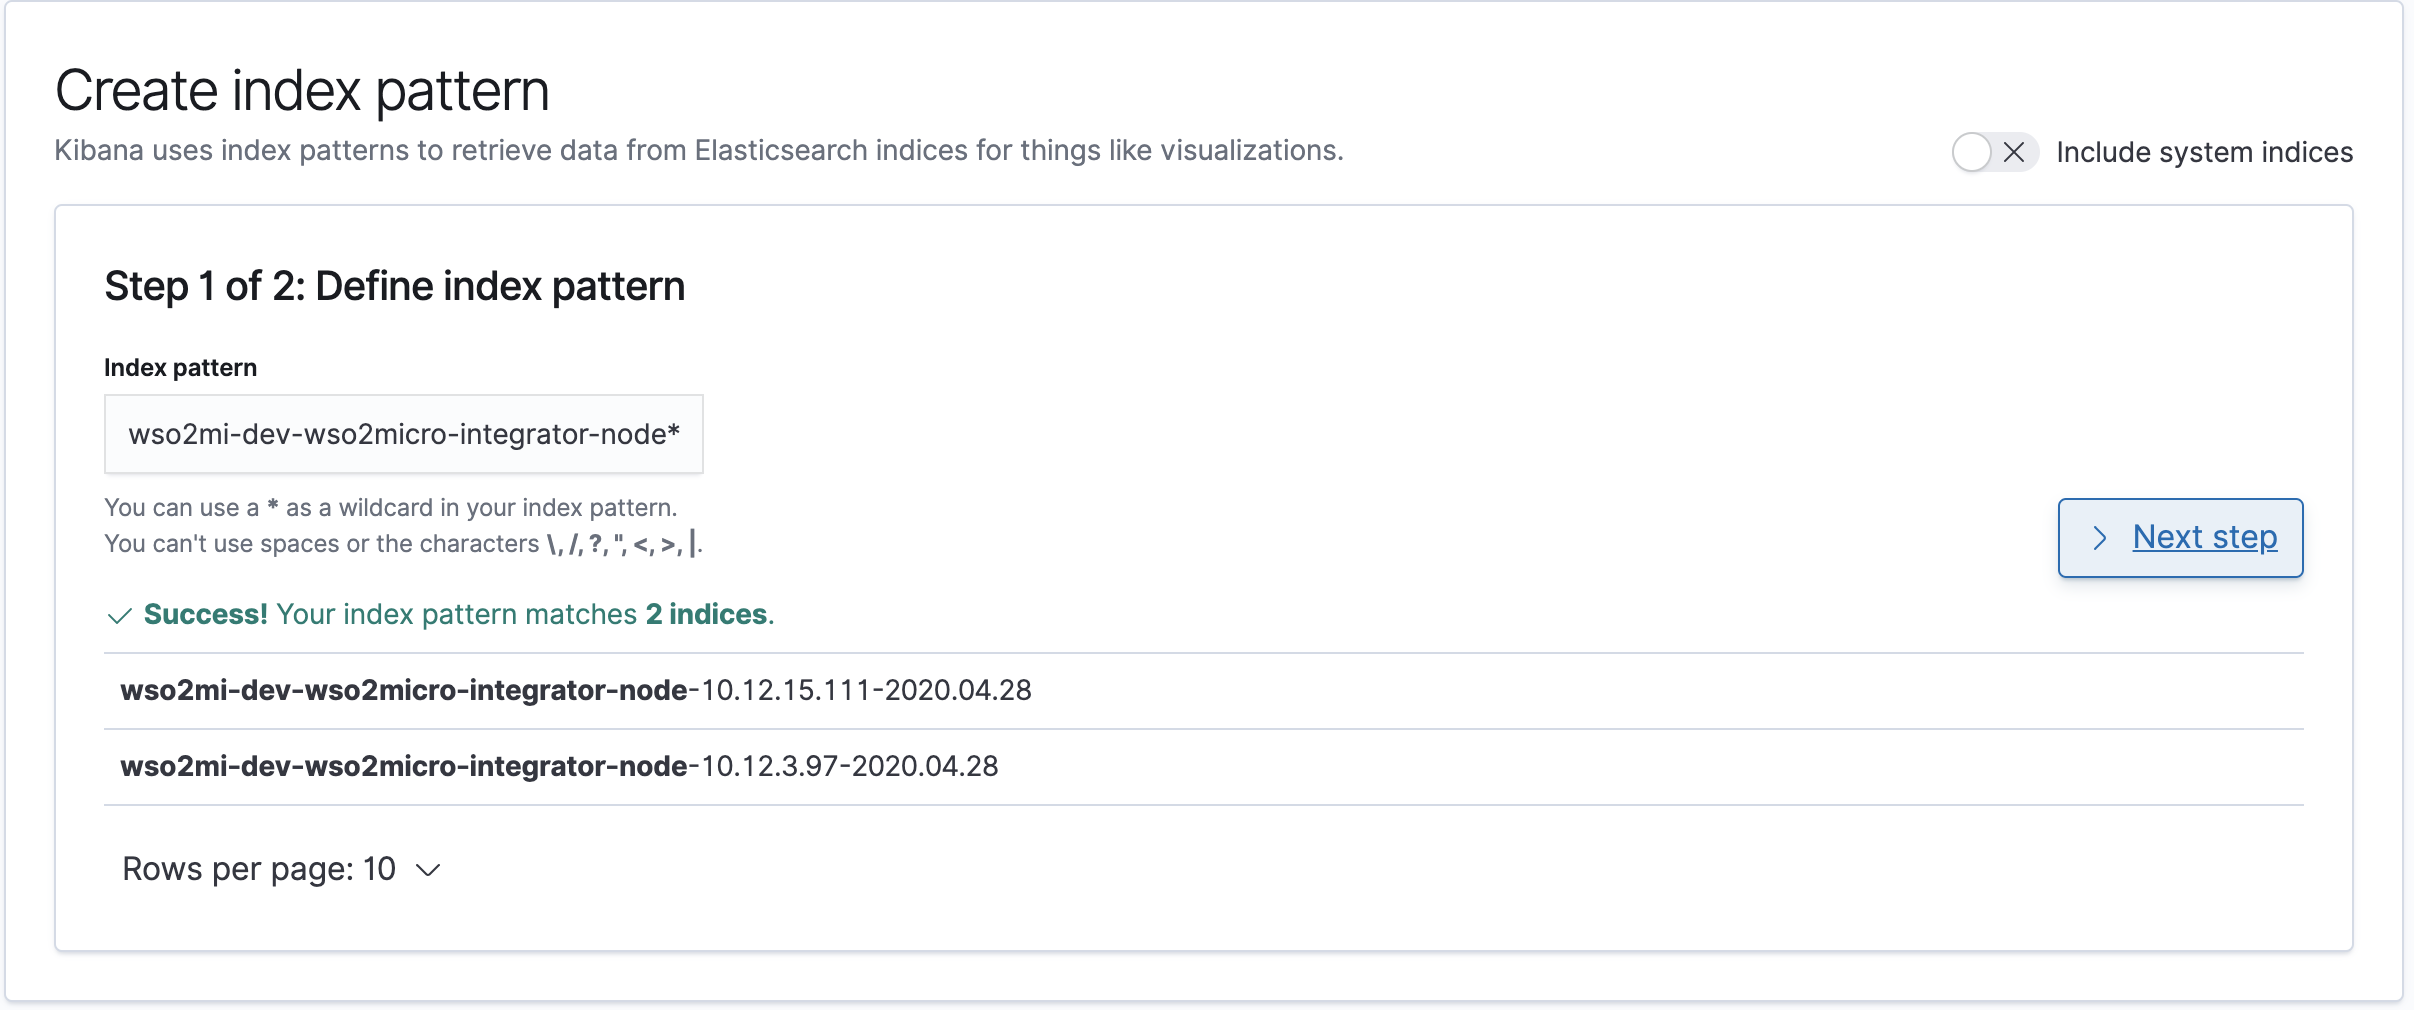 Create index pattern
Kibana uses index patterns to retrieve data from Elasticsearch indices for things like visualizations.
Include system indices
Step 1 of 2: Define index pattern
Index pattern
wso2mi-dev-wso2micro-integrator-node*
You can use a * as a wildcard in your index pattern.
You can't use spaces or the characters \, /, ?, ", <, >, |.
Next step
Success! Your index pattern matches 2 indices.
wso2mi-dev-wso2micro-integrator-node-10.12.15.111-2020.04.28
wso2mi-dev-wso2micro-integrator-node-10.12.3.97-2020.04.28
Rows per page: 10